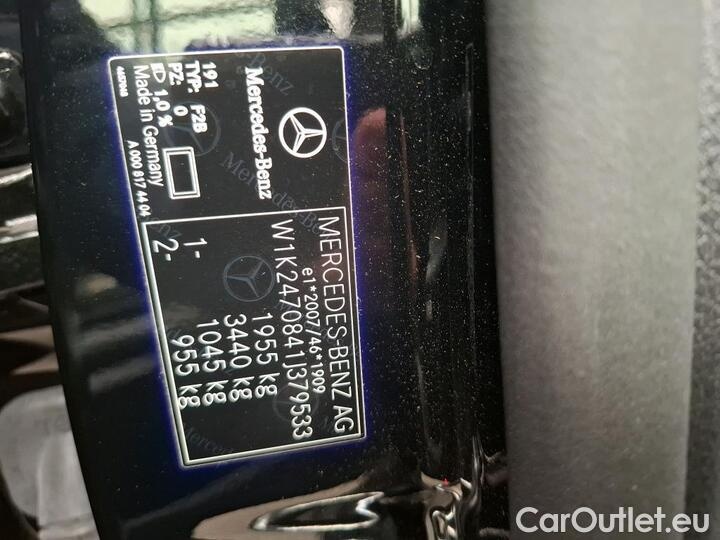 Mercedes-Benz
191
TYP: F2B
PZ: 0
1,0 %
Made in Germany
4467048
A 000 817 44 04
MERCEDES-BENZ AG
e1*2007/46*1909
W1K2470841J379533
1955 kg
3440 kg
1- 1045 kg
2- 955 kg
CarOutlet.eu